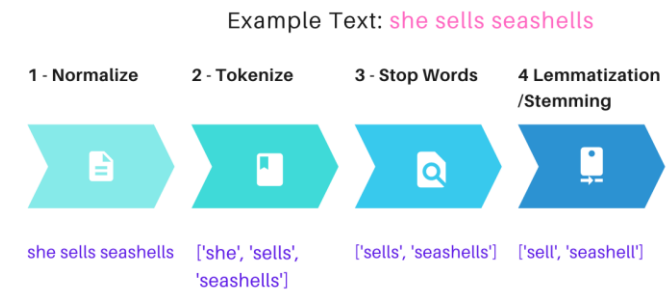 Example Text: she sells seashells
1 - Normalize
2 - Tokenize
3 - Stop Words
4 Lemmatization
/Stemming
she sells seashells
['she', 'sells',
'seashells']
['sells', 'seashells']
['sell', 'seashell']